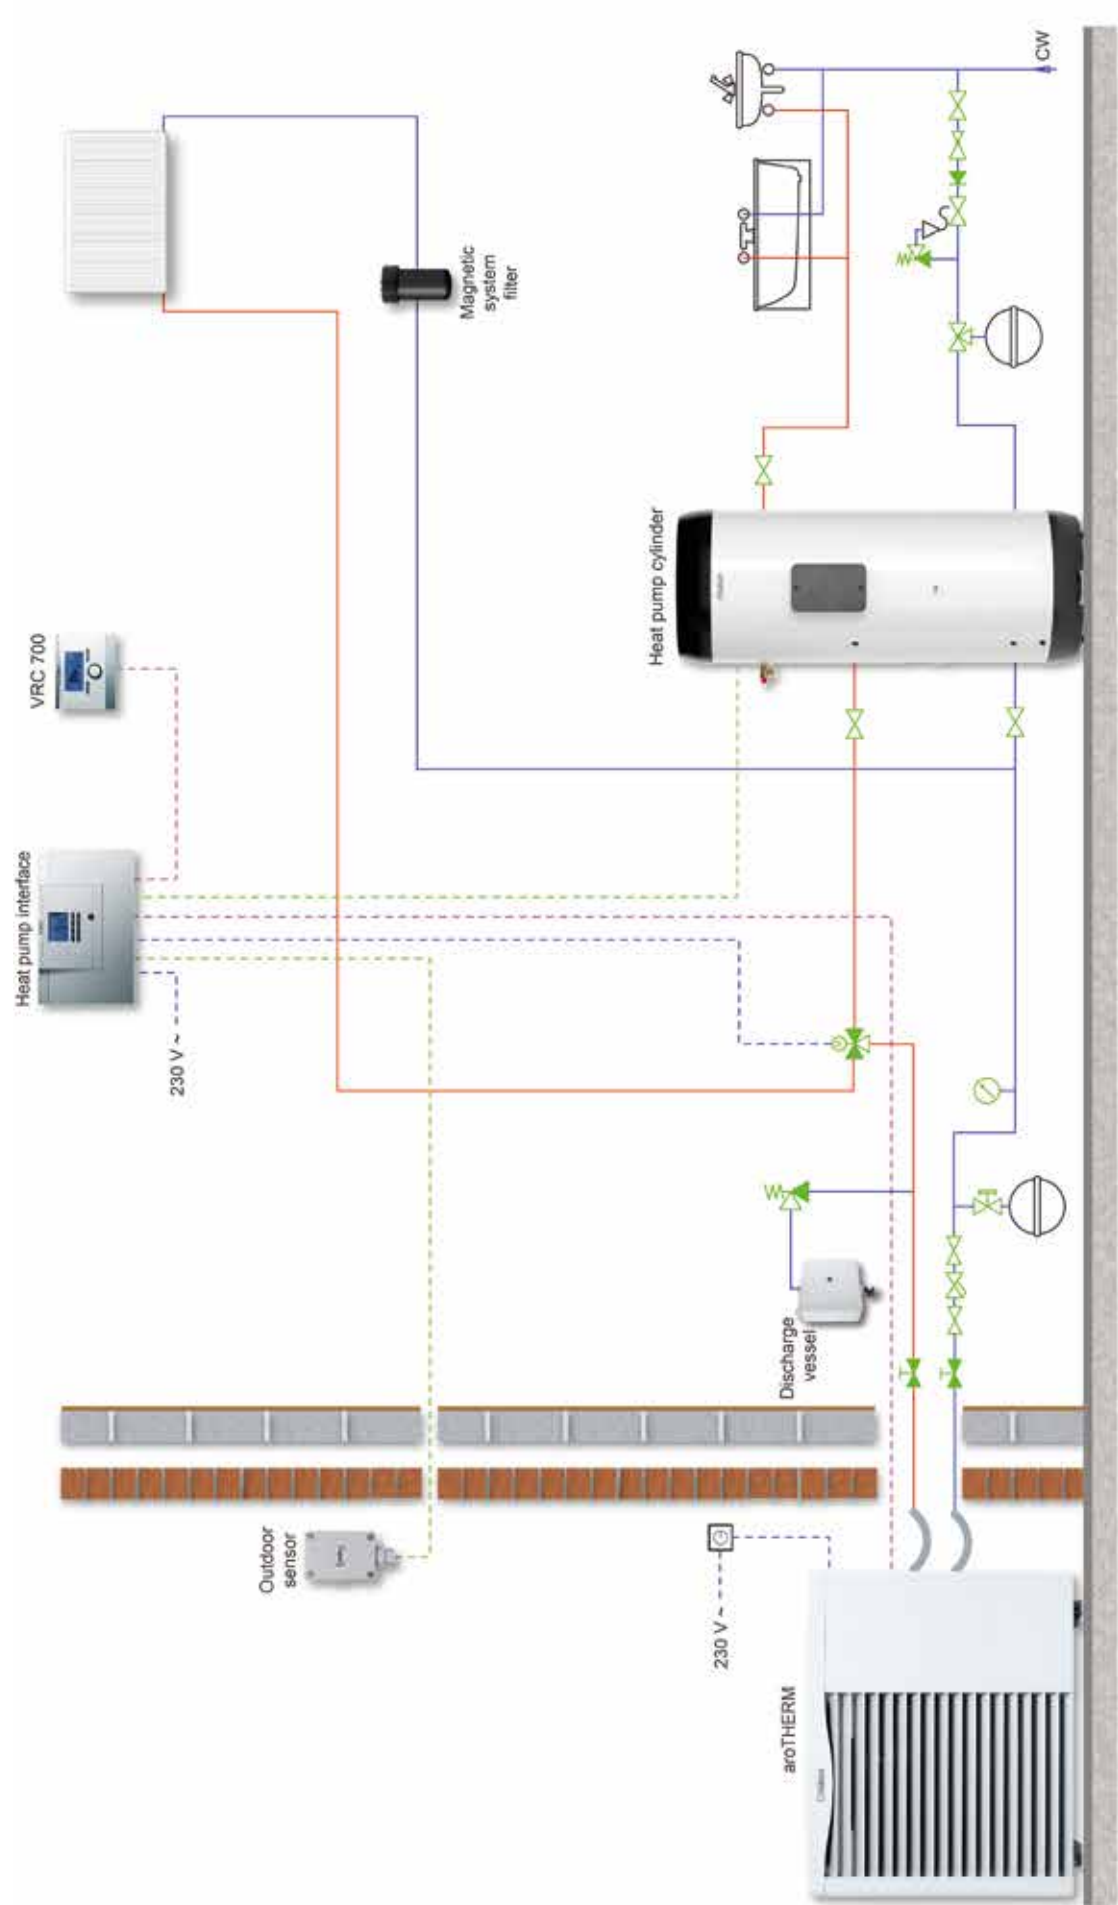 Heat pump interface
VRC 700
230 V ~
Magnetic
system
filter
CW
Outdoor
sensor
Discharge
vessel
Heat pump cylinder
230 V ~
aroTHERM